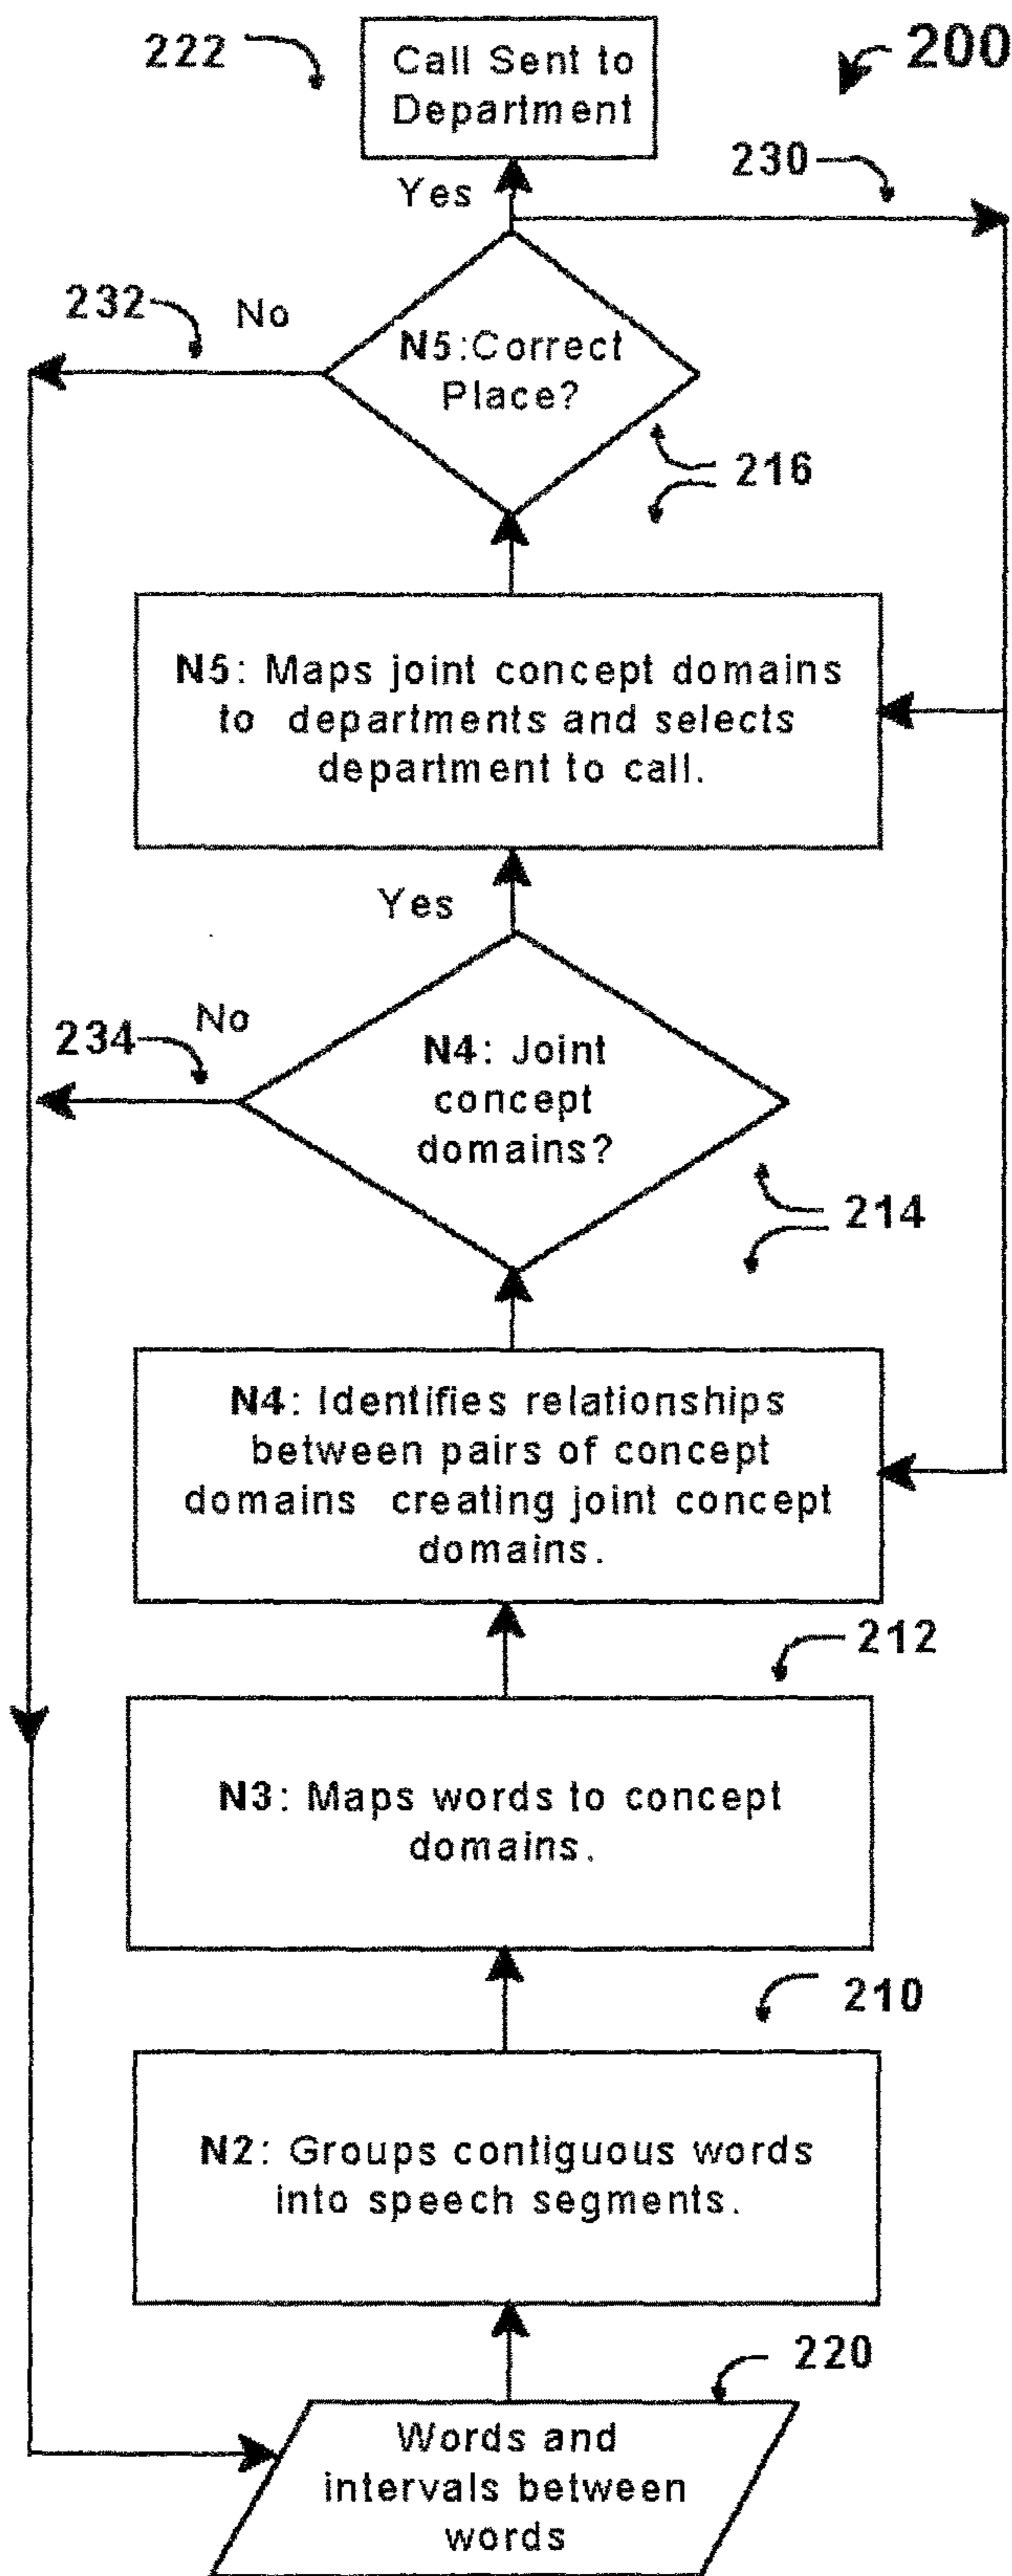 222
Call Sent to
Department
200
Yes
230
232
No
N5:Correct
Place?
216
N5: Maps joint concept domains
to departments and selects
department to call.
Yes
234
No
N4: Joint
concept
domains?
214
N4: Identifies relationships
between pairs of concept
domains creating joint concept
domains.
212
N3: Maps words to concept
domains.
210
N2: Groups contiguous words
into speech segments.
220
Words and
intervals between
words